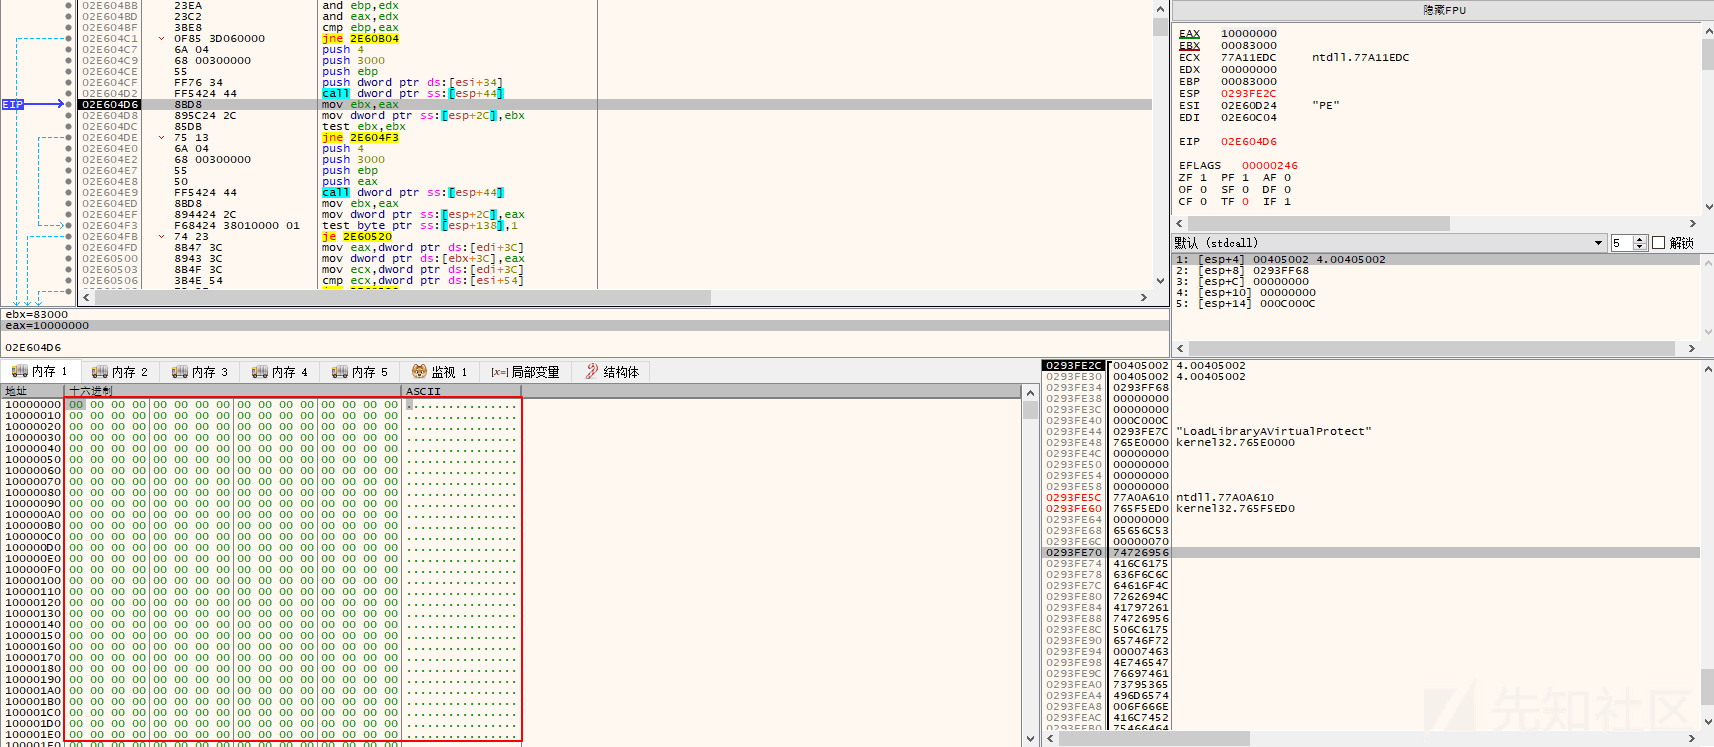 02E604BB 23EA and ebp,edx
02E604BD 23C2 and eax,edx
02E604BF 3BE8 cmp ebp,eax
02E604C1 0F85 3D060000 jne 2E60B04
02E604C7 6A 04 push 4
02E604C9 68 00300000 push 3000
02E604CE 55 push ebp
02E604CF FF76 34 push dword ptr ds:[esi+34]
02E604D2 FF5424 44 call dword ptr ss:[esp+44]
EIP 02E604D6 8BD8 mov ebx,eax
02E604D8 895C24 2C mov dword ptr ss:[esp+2C],ebx
02E604DC 85DB test ebx,ebx
02E604DE 75 13 jne 2E604F3
02E604E0 6A 04 push 4
02E604E2 68 00300000 push 3000
02E604E7 55 push ebp
02E604E8 50 push eax
02E604E9 FF5424 44 call dword ptr ss:[esp+44]
02E604ED 8BD8 mov ebx,eax
02E604EF 894424 2C mov dword ptr ss:[esp+2C],eax
02E604F3 F68424 38010000 01 test byte ptr ss:[esp+138],1
02E604FB 74 23 je 2E60520
02E604FD 8B47 3C mov eax,dword ptr ds:[edi+3C]
02E60500 8943 3C mov dword ptr ds:[ebx+3C],eax
02E60503 8B4F 3C mov ecx,dword ptr ds:[edi+3C]
02E60506 3B4E 54 cmp ecx,dword ptr ds:[esi+54]
ebx=83000
eax=10000000
02E604D6
隐藏FPU
EAX 10000000
EBX 00083000
ECX 77A11EDC ntdll.77A11EDC
EDX 00000000
EBP 00083000
ESP 0293FE2C
ESI 02E60D24 "PE"
EDI 02E60C04
EIP 02E604D6
EFLAGS 00000246
ZF 1 PF 1 AF 0
OF 0 SF 0 DF 0
CF 0 TF 0 IF 1
默认 (stdcall) 5 解锁
1: [esp+4] 00405002 4.00405002
2: [esp+8] 0293FF68
3: [esp+C] 00000000
4: [esp+10] 00000000
5: [esp+14] 000C000C
内存 1 内存 2 内存 3 内存 4 内存 5 监视 1 [x=] 局部变量 结构体
地址 十六进制 ASCII
10000000 00 00 00 00 00 00 00 00 00 00 00 00 00 00 00 00 ................
10000010 00 00 00 00 00 00 00 00 00 00 00 00 00 00 00 00 ................
10000020 00 00 00 00 00 00 00 00 00 00 00 00 00 00 00 00 ................
10000030 00 00 00 00 00 00 00 00 00 00 00 00 00 00 00 00 ................
10000040 00 00 00 00 00 00 00 00 00 00 00 00 00 00 00 00 ................
10000050 00 00 00 00 00 00 00 00 00 00 00 00 00 00 00 00 ................
10000060 00 00 00 00 00 00 00 00 00 00 00 00 00 00 00 00 ................
10000070 00 00 00 00 00 00 00 00 00 00 00 00 00 00 00 00 ................
10000080 00 00 00 00 00 00 00 00 00 00 00 00 00 00 00 00 ................
10000090 00 00 00 00 00 00 00 00 00 00 00 00 00 00 00 00 ................
100000A0 00 00 00 00 00 00 00 00 00 00 00 00 00 00 00 00 ................
100000B0 00 00 00 00 00 00 00 00 00 00 00 00 00 00 00 00 ................
100000C0 00 00 00 00 00 00 00 00 00 00 00 00 00 00 00 00 ................
100000D0 00 00 00 00 00 00 00 00 00 00 00 00 00 00 00 00 ................
100000E0 00 00 00 00 00 00 00 00 00 00 00 00 00 00 00 00 ................
100000F0 00 00 00 00 00 00 00 00 00 00 00 00 00 00 00 00 ................
10000100 00 00 00 00 00 00 00 00 00 00 00 00 00 00 00 00 ................
10000110 00 00 00 00 00 00 00 00 00 00 00 00 00 00 00 00 ................
10000120 00 00 00 00 00 00 00 00 00 00 00 00 00 00 00 00 ................
10000130 00 00 00 00 00 00 00 00 00 00 00 00 00 00 00 00 ................
10000140 00 00 00 00 00 00 00 00 00 00 00 00 00 00 00 00 ................
10000150 00 00 00 00 00 00 00 00 00 00 00 00 00 00 00 00 ................
10000160 00 00 00 00 00 00 00 00 00 00 00 00 00 00 00 00 ................
10000170 00 00 00 00 00 00 00 00 00 00 00 00 00 00 00 00 ................
10000180 00 00 00 00 00 00 00 00 00 00 00 00 00 00 00 00 ................
10000190 00 00 00 00 00 00 00 00 00 00 00 00 00 00 00 00 ................
100001A0 00 00 00 00 00 00 00 00 00 00 00 00 00 00 00 00 ................
100001B0 00 00 00 00 00 00 00 00 00 00 00 00 00 00 00 00 ................
100001C0 00 00 00 00 00 00 00 00 00 00 00 00 00 00 00 00 ................
100001D0 00 00 00 00 00 00 00 00 00 00 00 00 00 00 00 00 ................
100001E0 00 00 00 00 00 00 00 00 00 00 00 00 00 00 00 00 ................
0293FE2C 00405002 4.00405002
0293FE30 00405002 4.00405002
0293FE34 0293FF68
0293FE38 00000000
0293FE3C 00000000
0293FE40 000C000C
0293FE44 0293FE7C "LoadLibraryAVirtualProtect"
0293FE48 765E0000 kernel32.765E0000
0293FE4C 00000000
0293FE50 00000000
0293FE54 00000000
0293FE58 00000000
0293FE5C 77A0A610 ntdll.77A0A610
0293FE60 765F5ED0 kernel32.765F5ED0
0293FE64 00000000
0293FE68 65656C53
0293FE6C 00000070
0293FE70 74726956
0293FE74 416C6175
0293FE78 636F6C6C
0293FE7C 64616F4C
0293FE80 7262694C
0293FE84 41797261
0293FE88 74726956
0293FE8C 506C6175
0293FE90 65746F72
0293FE94 00007463
0293FE98 4E746547
0293FE9C 76697461
0293FEA0 73795365
0293FEA4 496D6574
0293FEA8 006F666E
0293FEAC 416C7452
先知社区